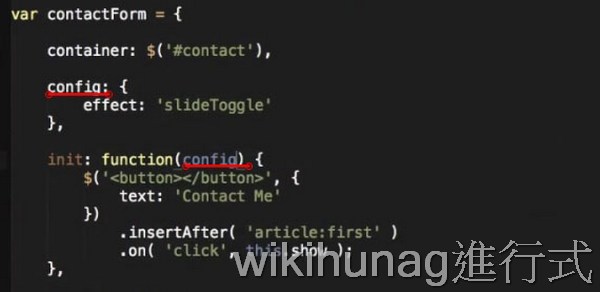 var contactForm = {
container: $('#contact'),
config: {
effect: 'slideToggle'
},
init: function(config) {
$('<button></button>', {
text: 'Contact Me'
})
.insertAfter( 'article:first' )
.on( 'click', this.show );
},
wikihunag進行式